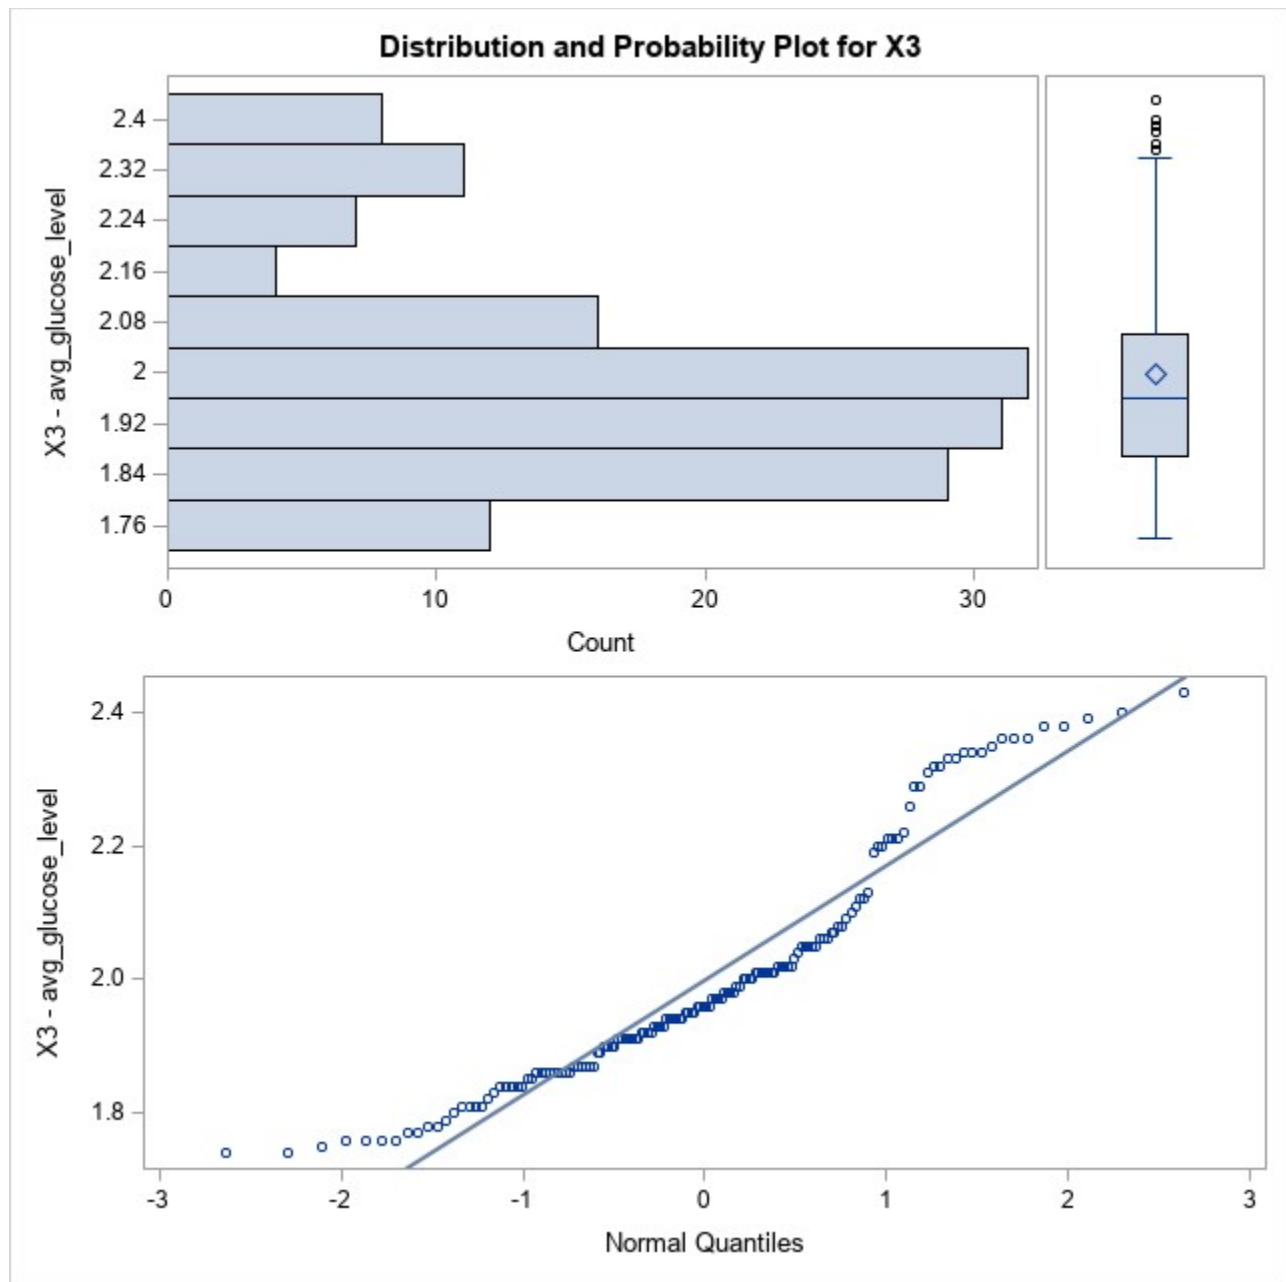 Distribution and Probability Plot for X3
X3 - avg_glucose_level
2.4
2.32
2.24
2.16
2.08
2
1.92
1.84
1.76
0 10 20 30
Count
X3 - avg_glucose_level
2.4
2.2
2.0
1.8
-3 -2 -1 0 1 2 3
Normal Quantiles